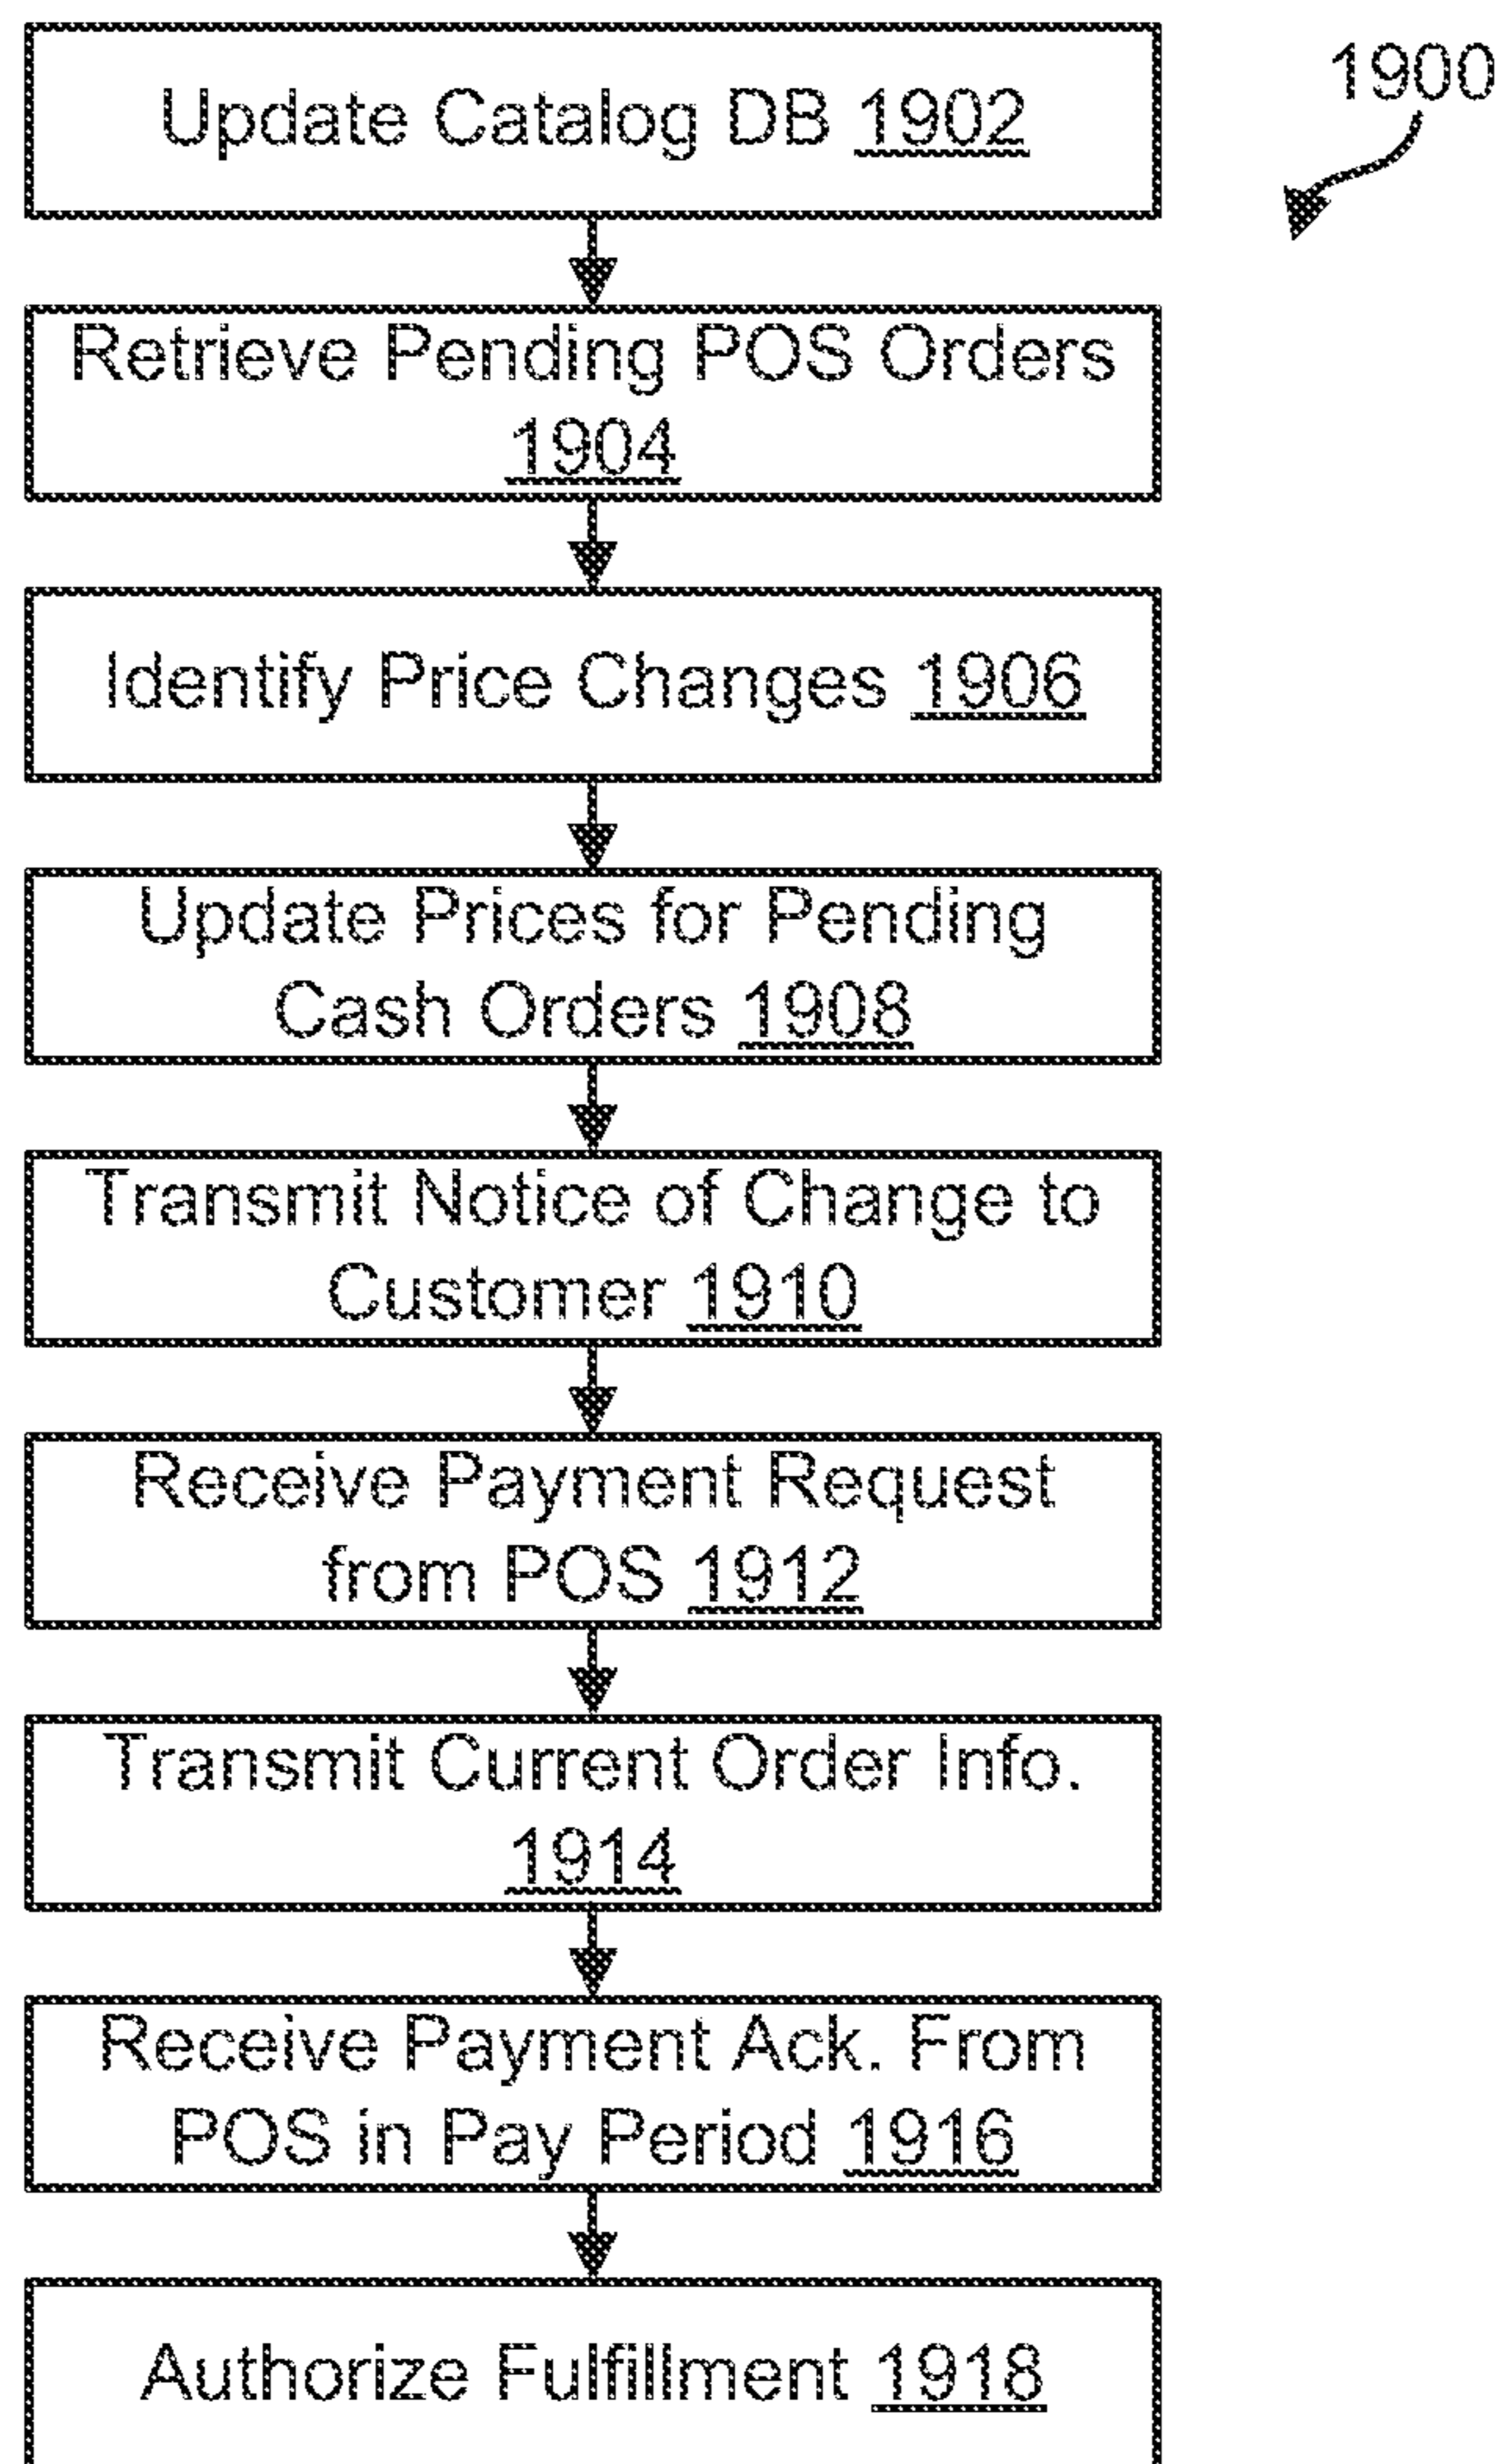 Update Catalog DB 1902
1900
Retrieve Pending POS Orders
1904
Identify Price Changes 1906
Update Prices for Pending
Cash Orders 1908
Transmit Notice of Change to
Customer 1910
Receive Payment Request
from POS 1912
Transmit Current Order Info.
1914
Receive Payment Ack. From
POS in Pay Period 1916
Authorize Fulfillment 1918